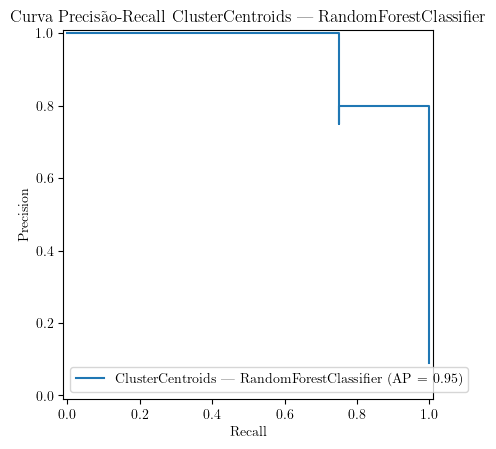 Curva Precisão-Recall ClusterCentroids — RandomForestClassifier
1.0
0.8
0.6
0.4
0.2
0.0
Precision
ClusterCentroids — RandomForestClassifier (AP = 0.95)
0.0 0.2 0.4 0.6 0.8 1.0
Recall